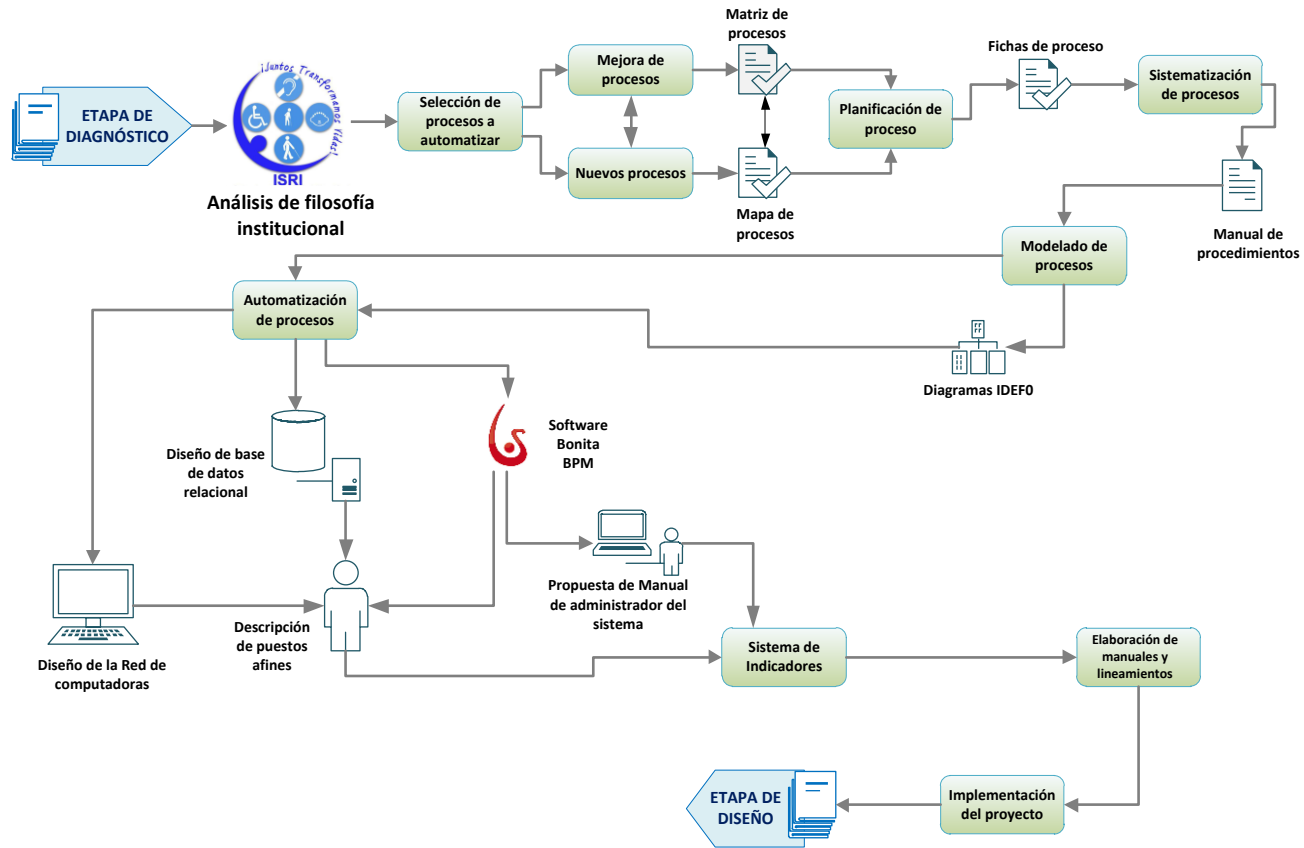 ETAPA DE
DIAGNÓSTICO
¡Juntos Transformamos Vidas!
ISRI
Análisis de filosofía
institucional
Selección de
procesos a
automatizar
Mejora de
procesos
Nuevos procesos
Matriz de
procesos
Mapa de
procesos
Planificación de
proceso
Fichas de proceso
Sistematización
de procesos
Manual de
procedimientos
Modelado de
procesos
Diagramas IDEF0
Automatización
de procesos
Diseño de base
de datos
relacional
Software
Bonita
BPM
Diseño de la Red de
computadoras
Descripción
de puestos
afines
Propuesta de Manual
de administrador del
sistema
Sistema de
Indicadores
Elaboración de
manuales y
lineamientos
Implementación
del proyecto
ETAPA DE
DISEÑO